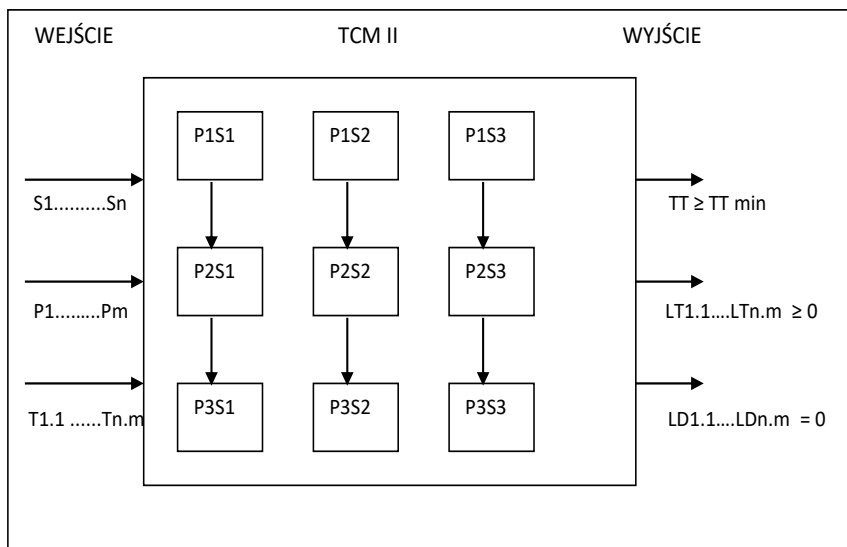 WEJŚCIE TCM II WYJŚCIE
P1S1 P1S2 P1S3
S1..........Sn TT ≥ TT min
P2S1 P2S2 P2S3
P1.........Pm LT1.1....LTn.m ≥ 0
P3S1 P3S2 P3S3
T1.1 ......Tn.m LD1.1....LDn.m = 0